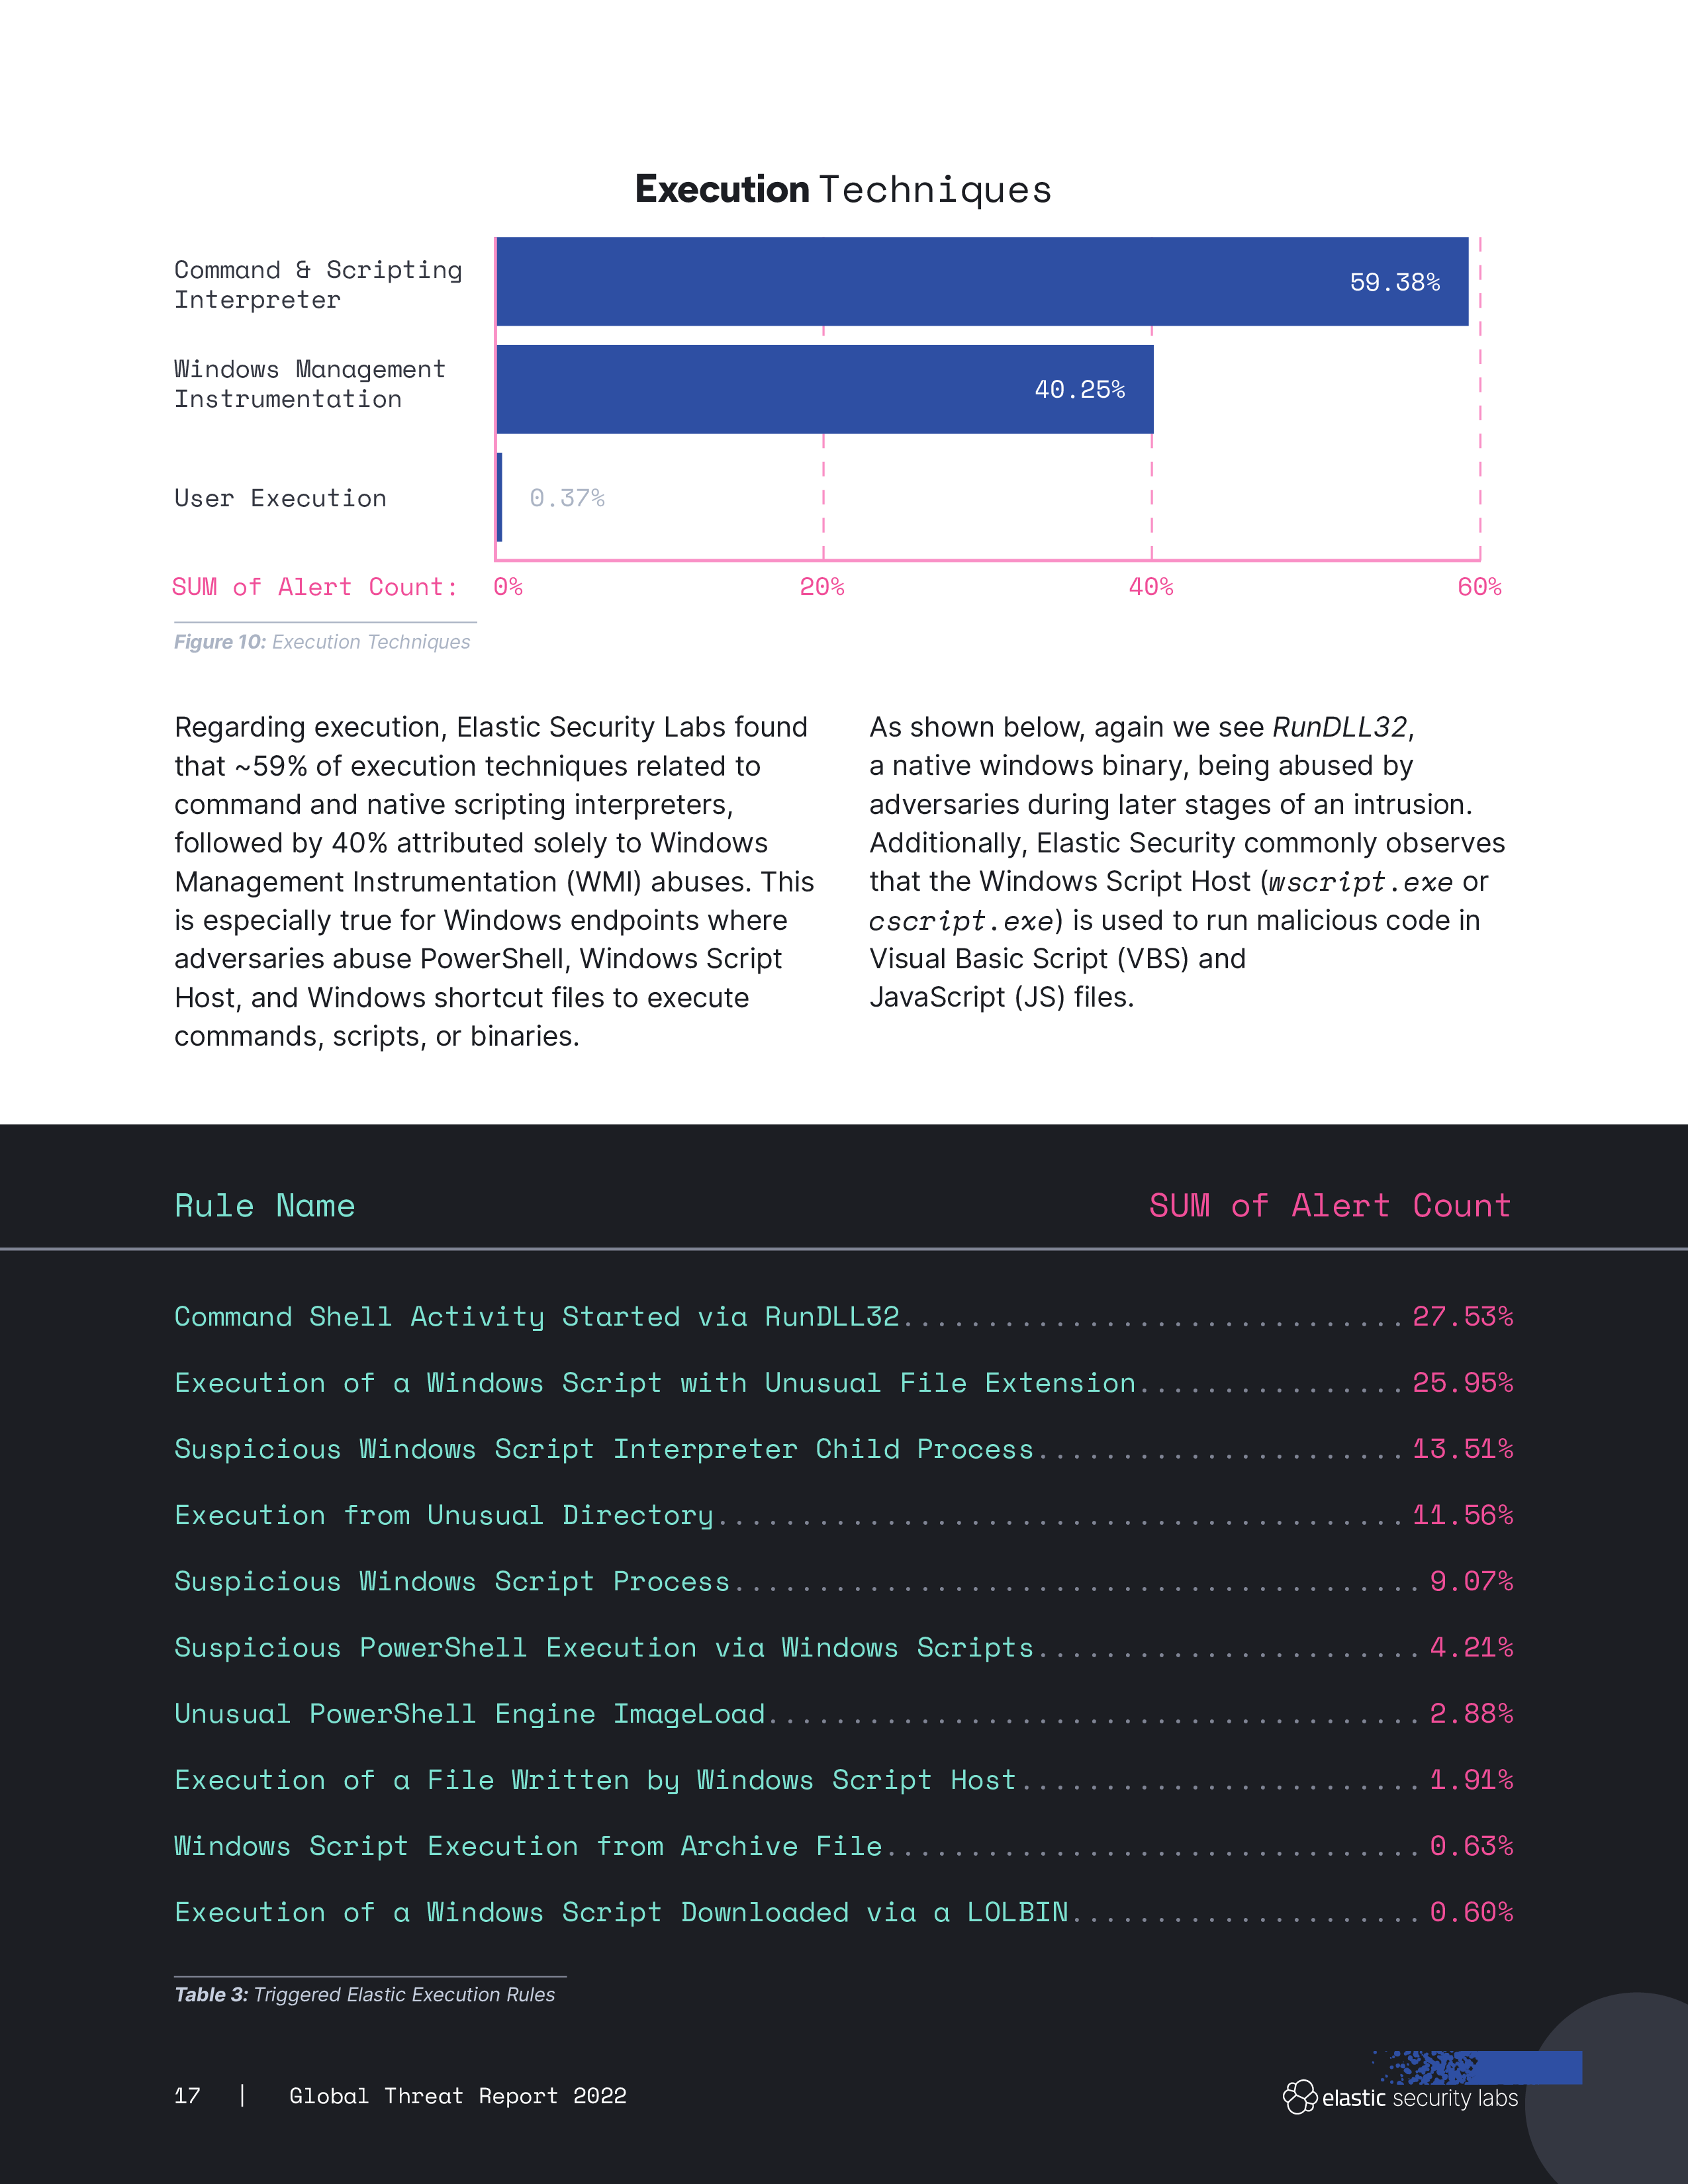 Execution Techniques
Command & Scripting
Interpreter
59.38%
Windows Management
Instrumentation
40.25%
User Execution
0.37%
SUM of Alert Count: 0% 20% 40% 60%
Figure 10: Execution Techniques
Regarding execution, Elastic Security Labs found
that ~59% of execution techniques related to
command and native scripting interpreters,
followed by 40% attributed solely to Windows
Management Instrumentation (WMI) abuses. This
is especially true for Windows endpoints where
adversaries abuse PowerShell, Windows Script
Host, and Windows shortcut files to execute
commands, scripts, or binaries.
As shown below, again we see RunDLL32,
a native windows binary, being abused by
adversaries during later stages of an intrusion.
Additionally, Elastic Security commonly observes
that the Windows Script Host (wscript.exe or
cscript.exe) is used to run malicious code in
Visual Basic Script (VBS) and
JavaScript (JS) files.
Rule Name SUM of Alert Count
Command Shell Activity Started via RunDLL32.............................. 27.53%
Execution of a Windows Script with Unusual File Extension................ 25.95%
Suspicious Windows Script Interpreter Child Process...................... 13.51%
Execution from Unusual Directory......................................... 11.56%
Suspicious Windows Script Process......................................... 9.07%
Suspicious PowerShell Execution via Windows Scripts....................... 4.21%
Unusual PowerShell Engine ImageLoad....................................... 2.88%
Execution of a File Written by Windows Script Host........................ 1.91%
Windows Script Execution from Archive File................................ 0.63%
Execution of a Windows Script Downloaded via a LOLBIN..................... 0.60%
Table 3: Triggered Elastic Execution Rules
17 | Global Threat Report 2022
elastic security labs